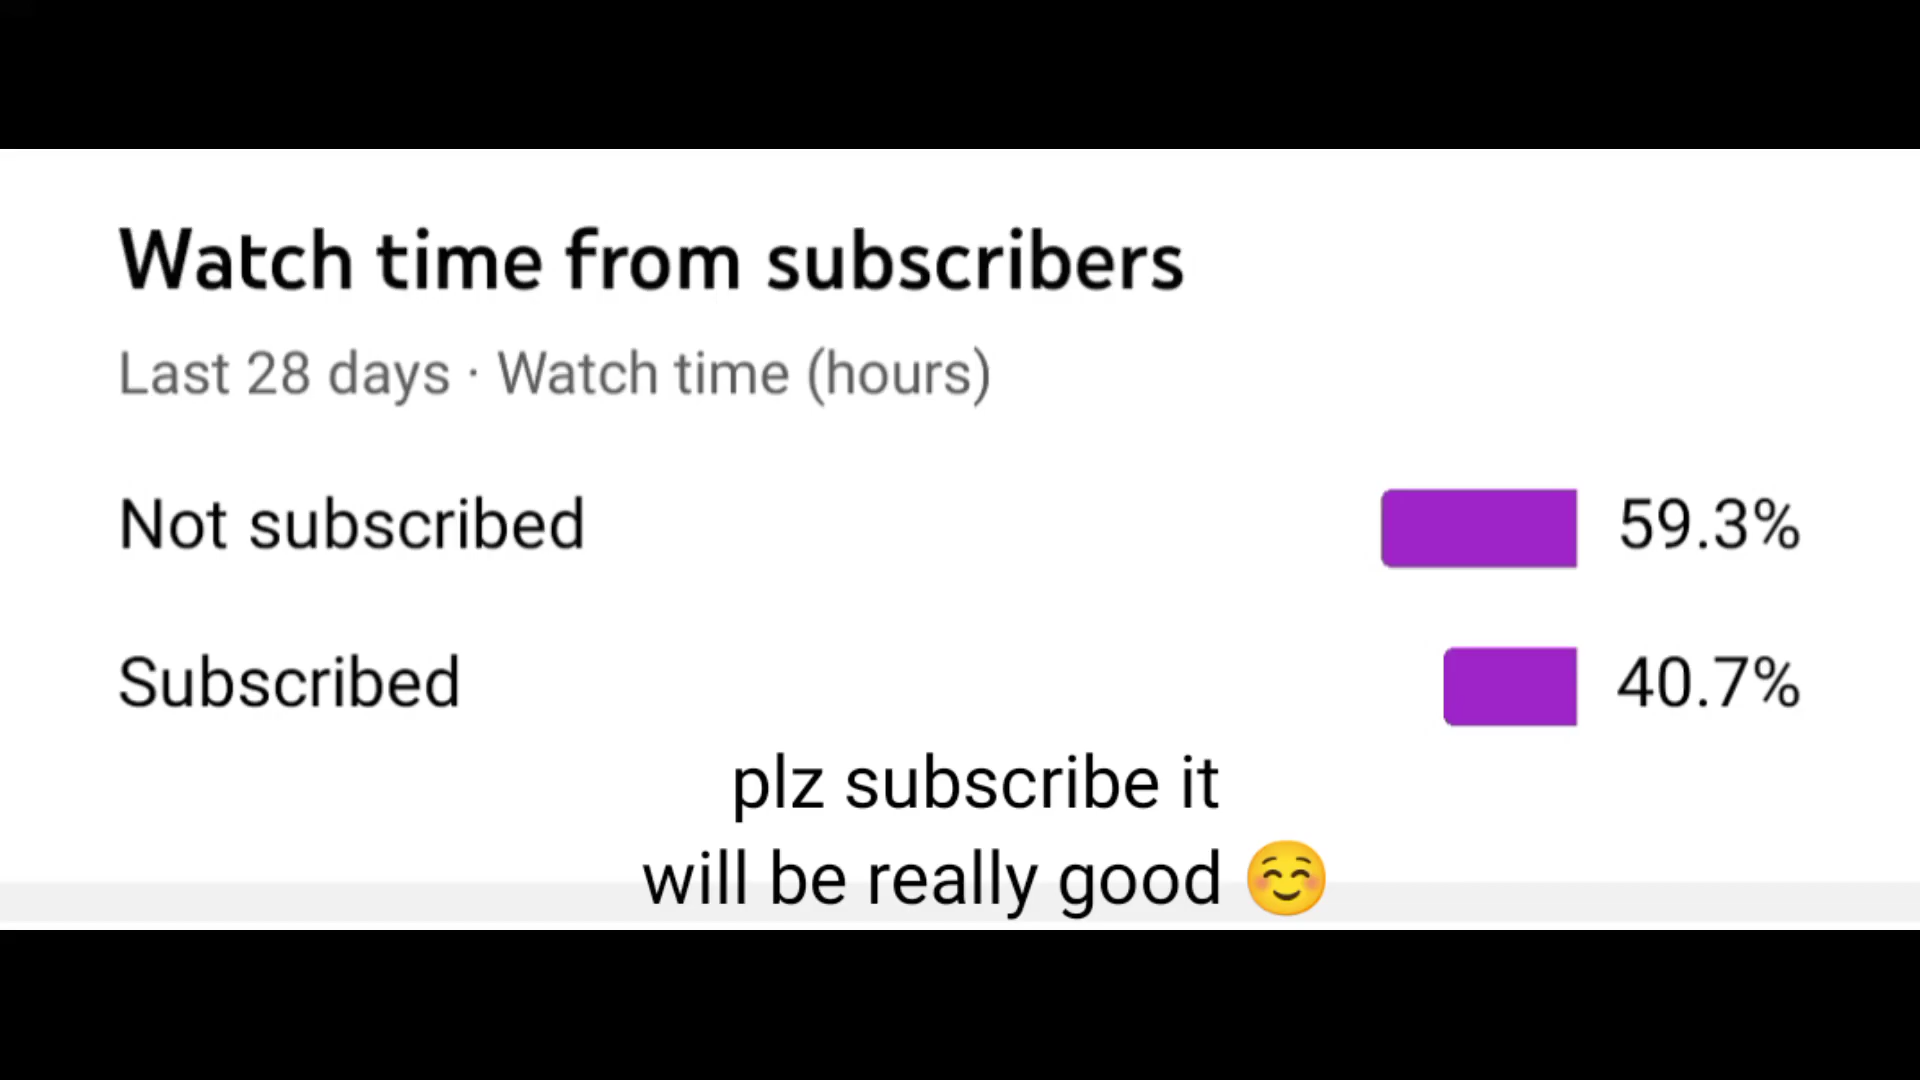 Watch time from subscribers
Last 28 days · Watch time (hours)
Not subscribed 59.3%
Subscribed 40.7%
plz subscribe it
will be really good ☺️